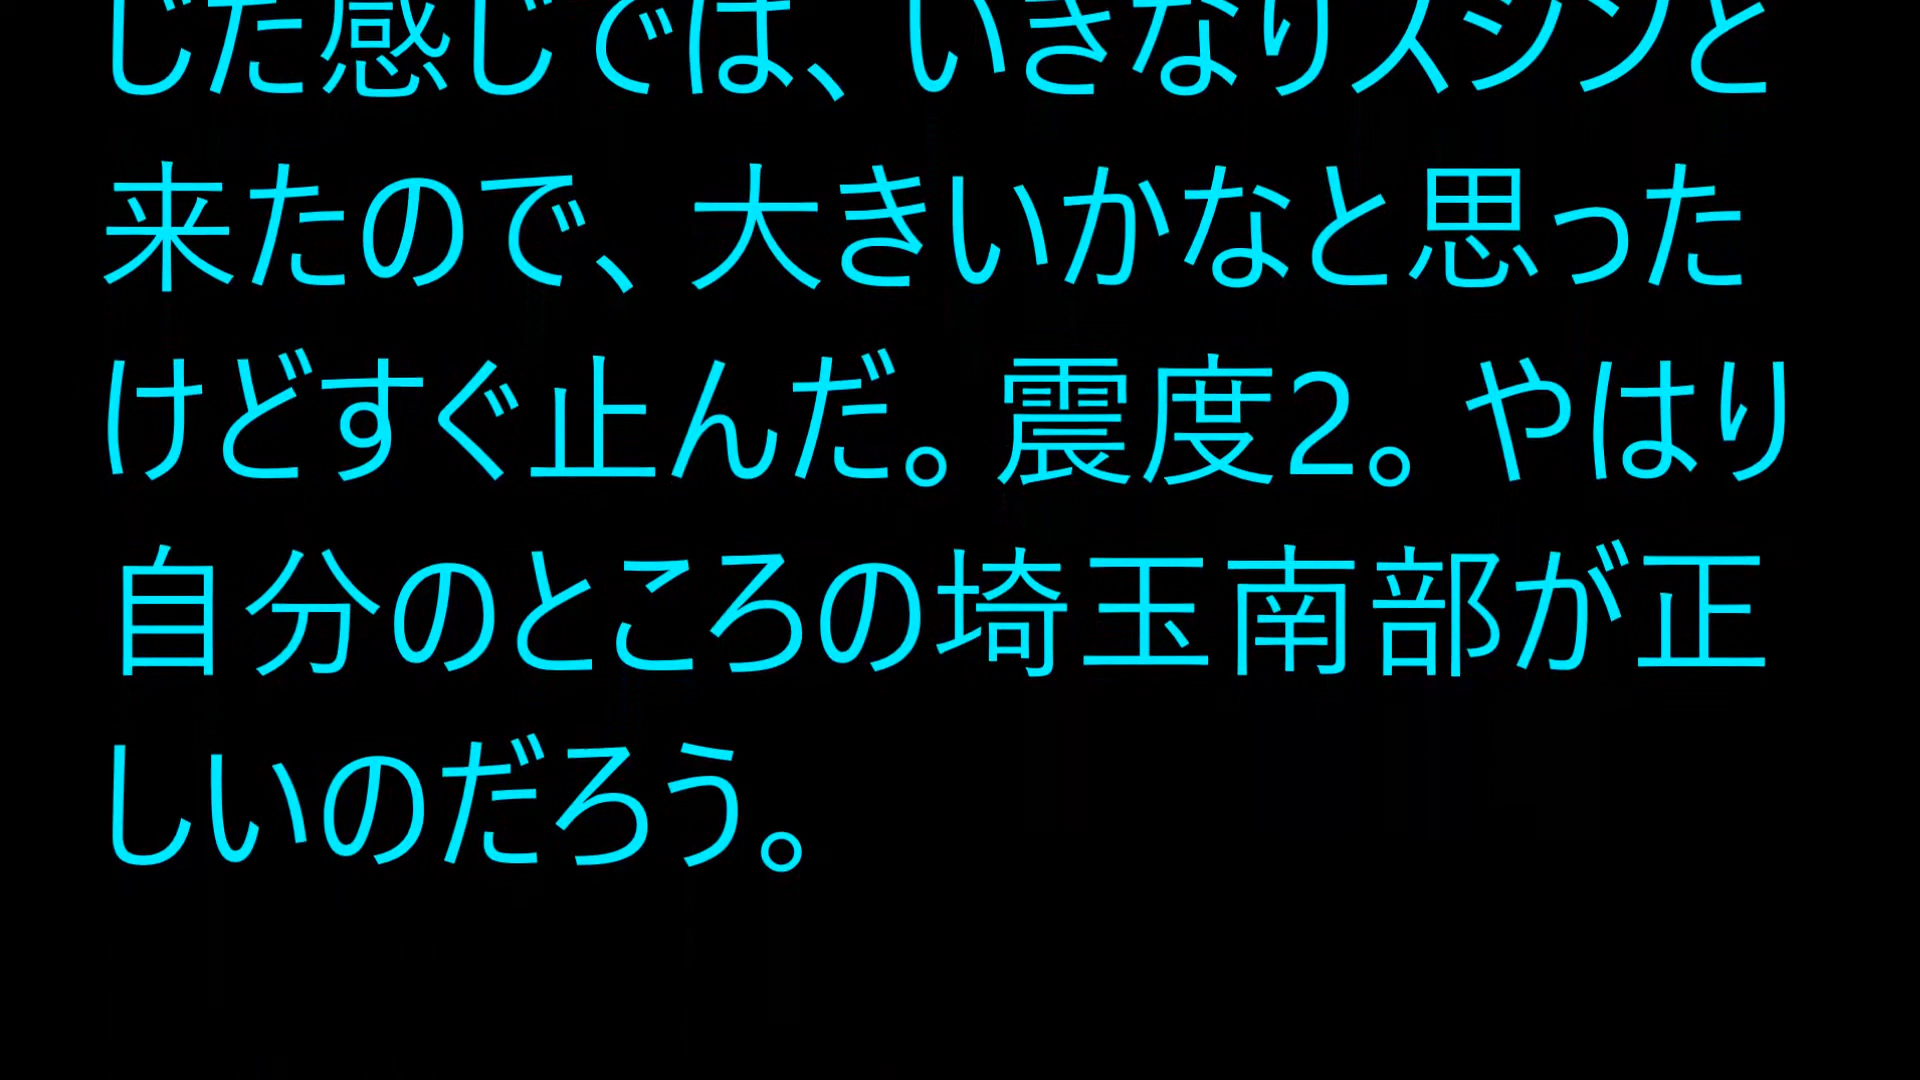 じた感じでは、いきなりズシンと
来たので、大きいかなと思った
けどすぐ止んだ。震度2。やはり
自分のところの埼玉南部が正
しいのだろう。